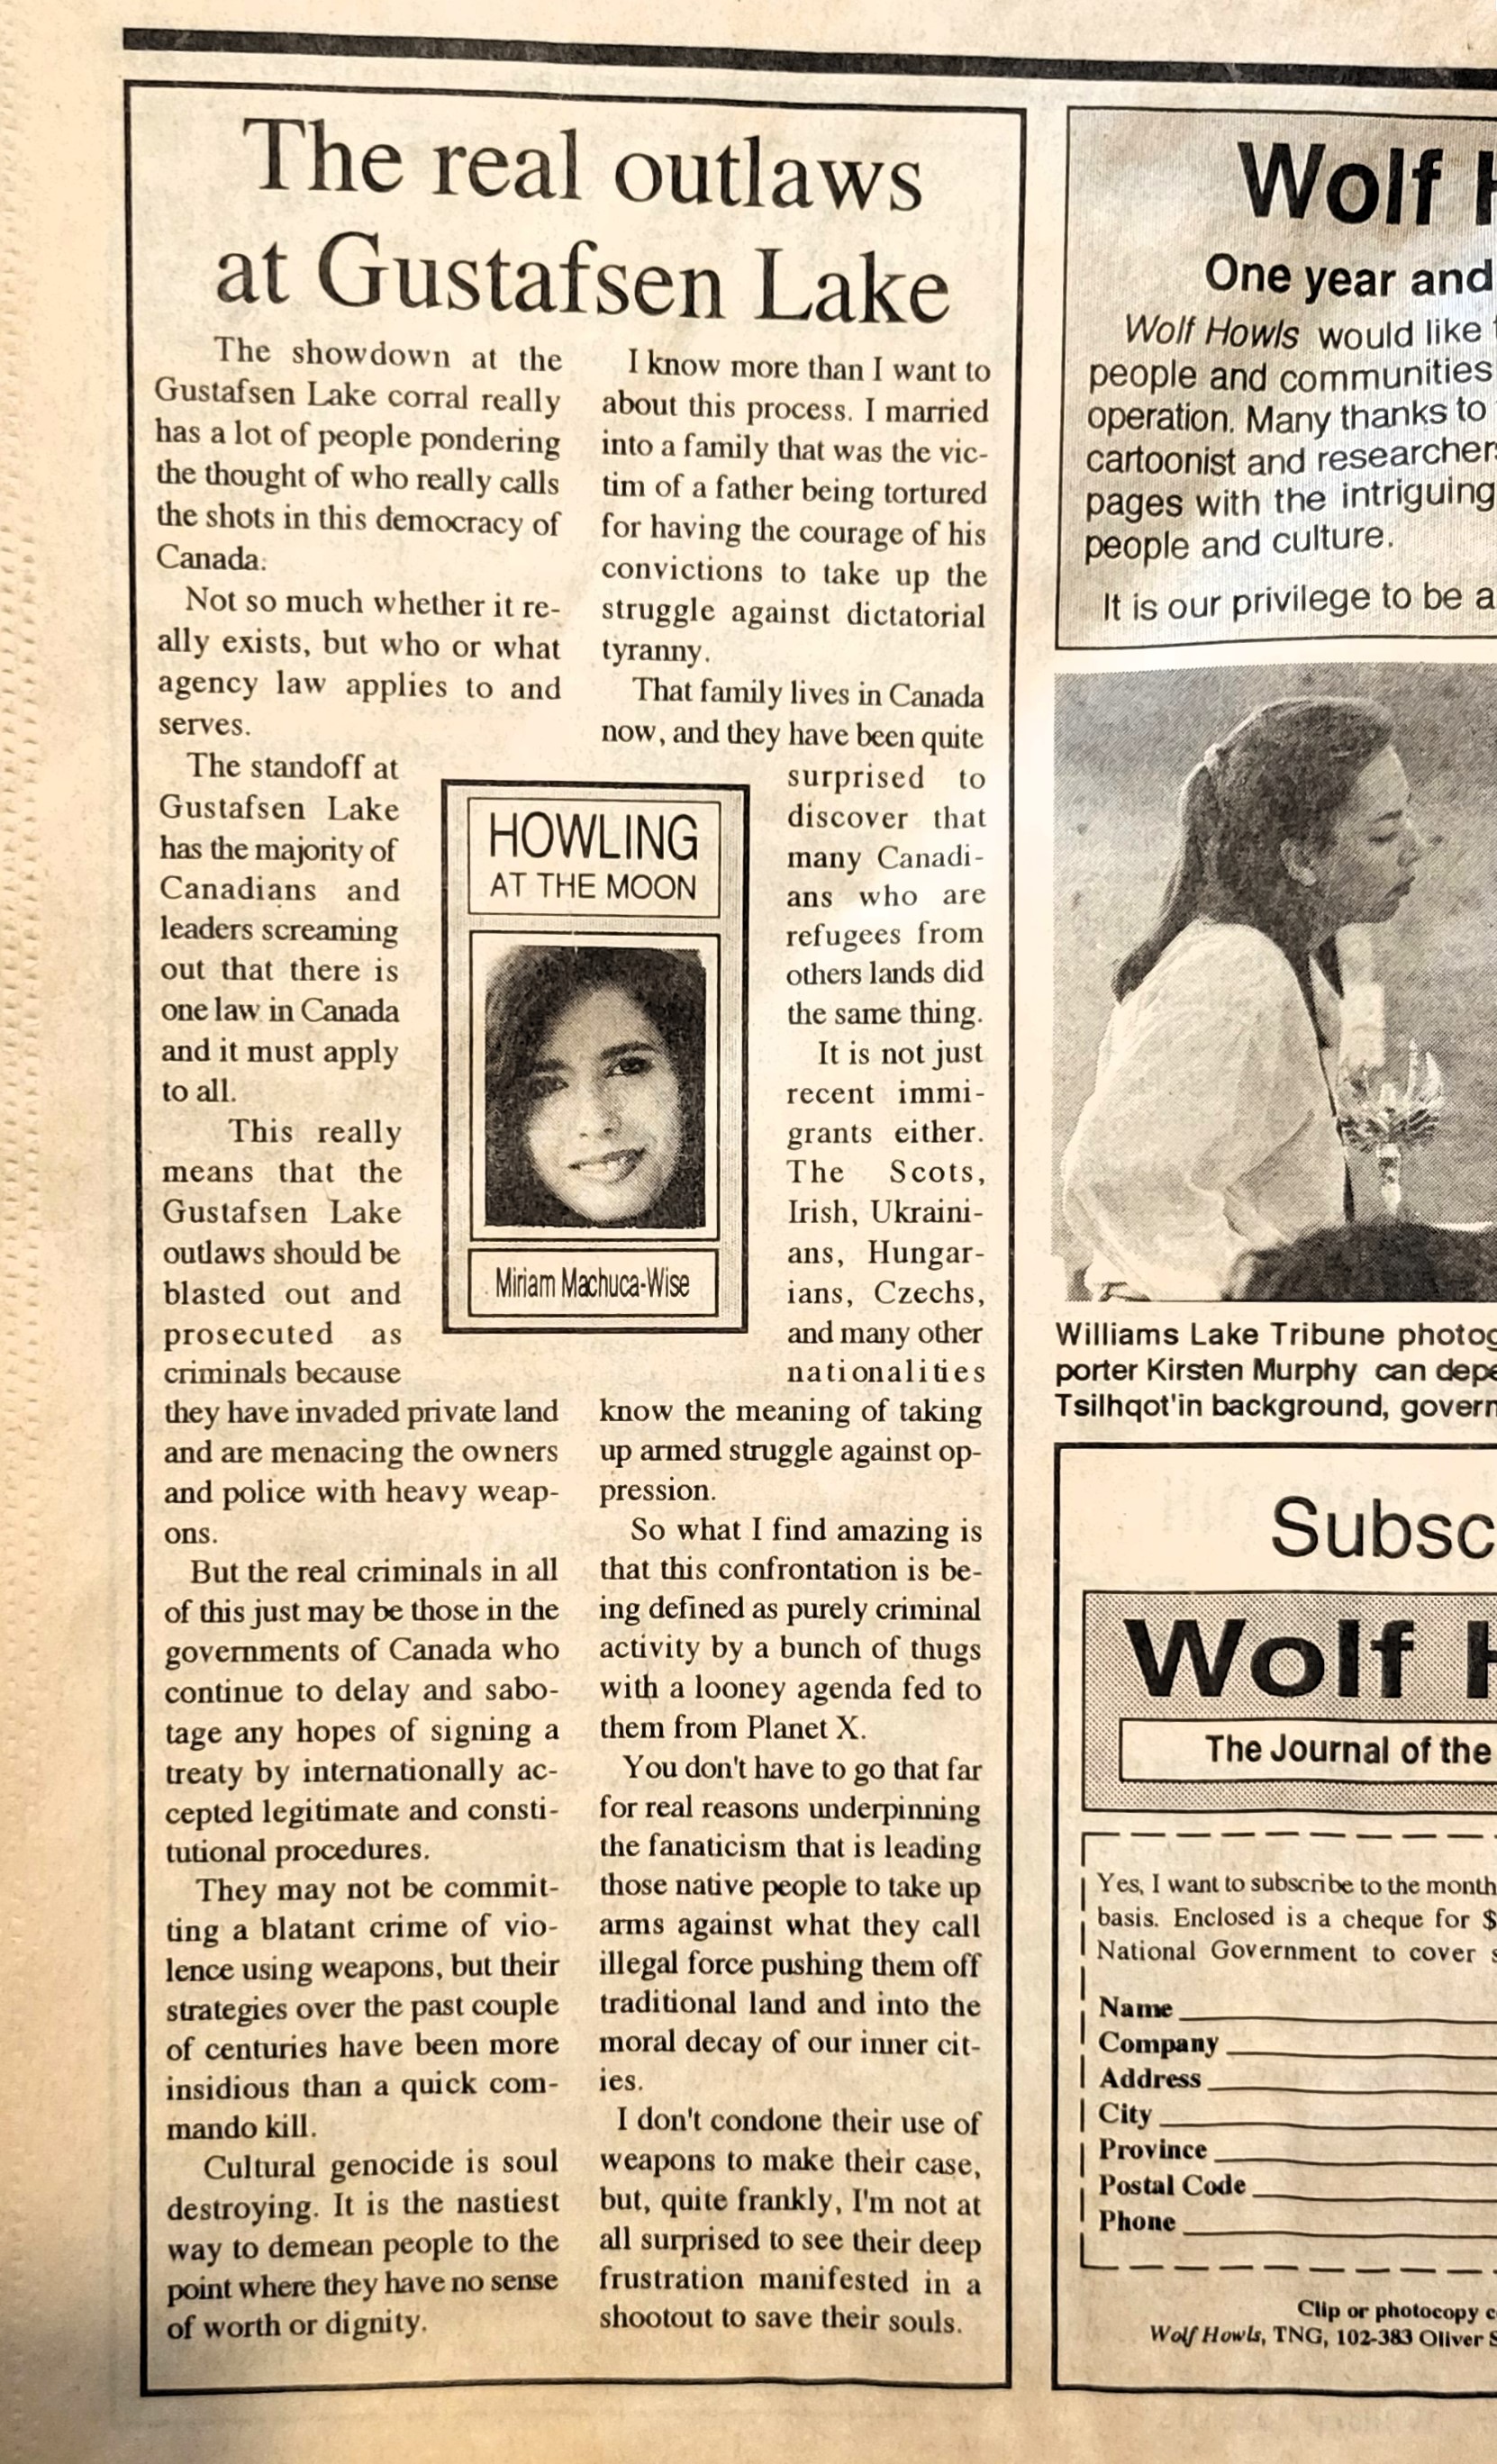 The real outlaws
at Gustafsen Lake
The showdown at the
Gustafsen Lake corral really
has a lot of people pondering
the thought of who really calls
the shots in this democracy of
Canada.
Not so much whether it re-
ally exists, but who or what
agency law applies to and
serves.
The standoff at
Gustafsen Lake
has the majority of
Canadians and
leaders screaming
out that there is
one law in Canada
and it must apply
to all.
This really
means that the
Gustafsen Lake
outlaws should be
blasted out and
prosecuted as
criminals because
they have invaded private land
and are menacing the owners
and police with heavy weap-
ons.
But the real criminals in all
of this just may be those in the
governments of Canada who
continue to delay and sabo-
tage any hopes of signing a
treaty by internationally ac-
cepted legitimate and consti-
tutional procedures.
They may not be commit-
ting a blatant crime of vio-
lence using weapons, but their
strategies over the past couple
of centuries have been more
insidious than a quick com-
mando kill.
Cultural genocide is soul
destroying. It is the nastiest
way to demean people to the
point where they have no sense
of worth or dignity.
HOWLING
AT THE MOON
Miriam Machuca-Wise
I know more than I want to
about this process. I married
into a family that was the vic-
tim of a father being tortured
for having the courage of his
convictions to take up the
struggle against dictatorial
tyranny.
That family lives in Canada
now, and they have been quite
surprised to
discover that
many Canadi-
ans who are
refugees from
others lands did
the same thing.
It is not just
recent immi-
grants either.
The Scots,
Irish, Ukraini-
ans, Hungar-
ians, Czechs,
and many other
nationalities
know the meaning of taking
up armed struggle against op-
pression.
So what I find amazing is
that this confrontation is be-
ing defined as purely criminal
activity by a bunch of thugs
with a looney agenda fed to
them from Planet X.
You don't have to go that far
for real reasons underpinning
the fanaticism that is leading
those native people to take up
arms against what they call
illegal force pushing them off
traditional land and into the
moral decay of our inner cit-
ies.
I don't condone their use of
weapons to make their case,
but, quite frankly, I'm not at
all surprised to see their deep
frustration manifested in a
shootout to save their souls.
Wolf
One year and
Wolf Howls would like
people and communities
operation. Many thanks to
cartoonist and researcher
pages with the intriguing
people and culture.
It is our privilege to be a
Williams Lake Tribune photog
porter Kirsten Murphy can depe
Tsilhqot'in background, govern
Subsc
Wolf
The Journal of the
Yes, I want to subscribe to the month
basis. Enclosed is a cheque for $
National Government to cover
Name
Company
Address
City
Province
Postal Code
Phone
Clip or photocopy
Wolf Howls, TNG, 102-383 Oliver S